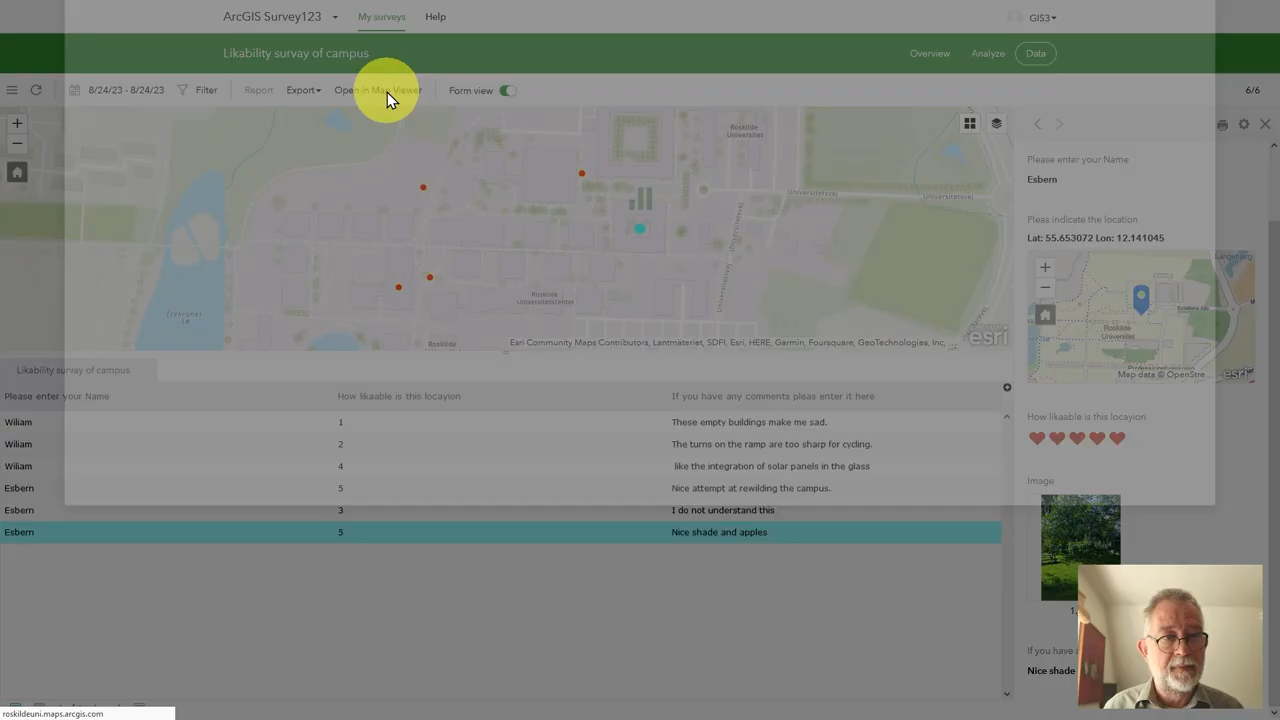 ArcGIS Survey123 My surveys Help GIS3
Likability survay of campus Overview Analyze Data
8/24/23 - 8/24/23 Filter Report Export Open in Map Viewer Form view 6/6
Roskilde
Universitet
Universitetsvej
Universitetsvej
Universitetsvej
Roskilde
Universitetscenter
Roskilde
Esri Community Maps Contributors, Lantmäteriet, SDFI, Esri, HERE, Garmin, Foursquare, GeoTechnologies, Inc, ...
esri
Please enter your Name
Esbern
Pleas indicate the location
Lat: 55.653072 Lon: 12.141045
Roskilde
Universitet
Map data © OpenStre...
esri
How likaable is this locayion
Image
1.
If you have a
Nice shade
Likability survay of campus
Please enter your Name How likaable is this locayion If you have any comments pleas enter it here
Wiliam 1 These empty buildings make me sad.
Wiliam 2 The turns on the ramp are too sharp for cycling.
Wiliam 4 like the integration of solar panels in the glass
Esbern 5 Nice attempt at rewilding the campus.
Esbern 3 I do not understand this
Esbern 5 Nice shade and apples
roskildeuni.maps.arcgis.com